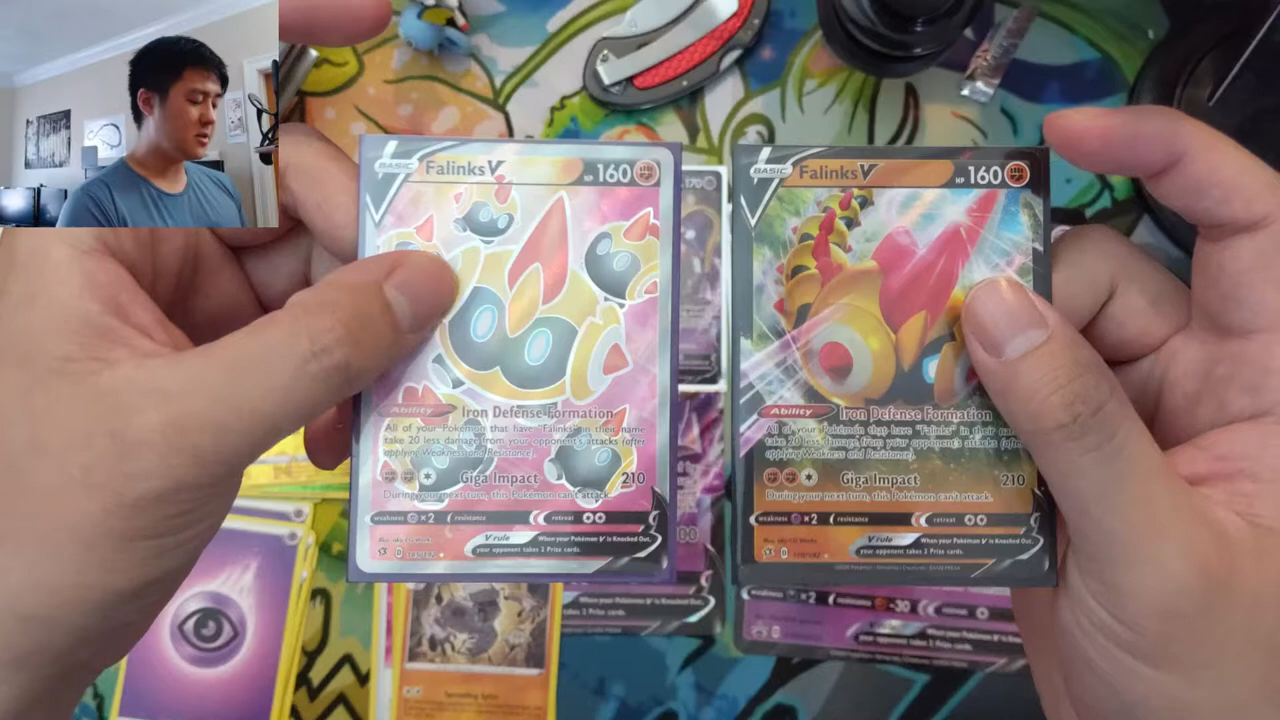 BASIC Falinks V HP 160
Ability Iron Defense Formation
All of your Pokémon that have "Falinks" in their name
take 20 less damage from your opponent's attacks (after
applying Weakness and Resistance).
Giga Impact 210
During your next turn, this Pokémon can't attack.
weakness ×2 resistance retreat
V rule When your Pokémon V is Knocked Out,
your opponent takes 2 Prize cards.
BASIC Falinks V HP 160
Ability Iron Defense Formation
All of your Pokémon that have "Falinks" in their
take 20 less damage from your opponent's attacks (after
applying Weakness and Resistance).
Giga Impact 210
During your next turn, this Pokémon can't attack.
weakness ×2 resistance retreat
V rule When your Pokémon V is Knocked Out,
your opponent takes 2 Prize cards.
170
weakness ×2 resistance -30 retreat
takes 2 Prize cards.